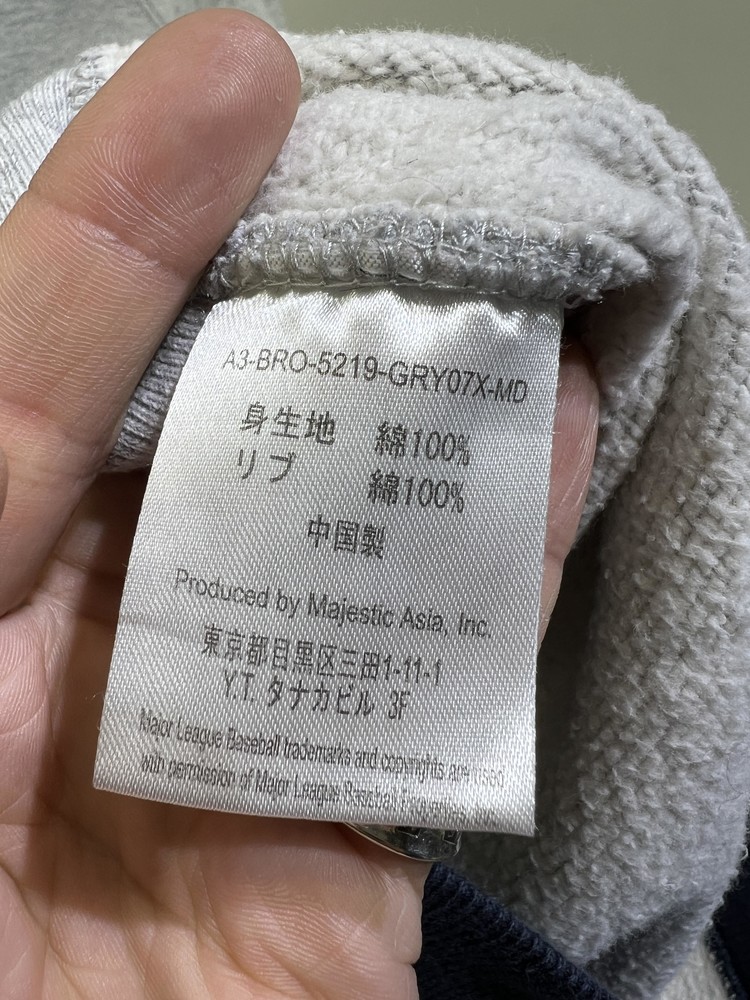 A3-BRO-5219-GRY07X-MD
身生地 綿100%
リブ 綿100%
中国製
Produced by Majestic Asia, Inc.
東京都目黒区三田1-11-1
Y.T. タナカビル 3F
Major League Baseball trademarks and copyrights are used
with permission of Major League Baseball